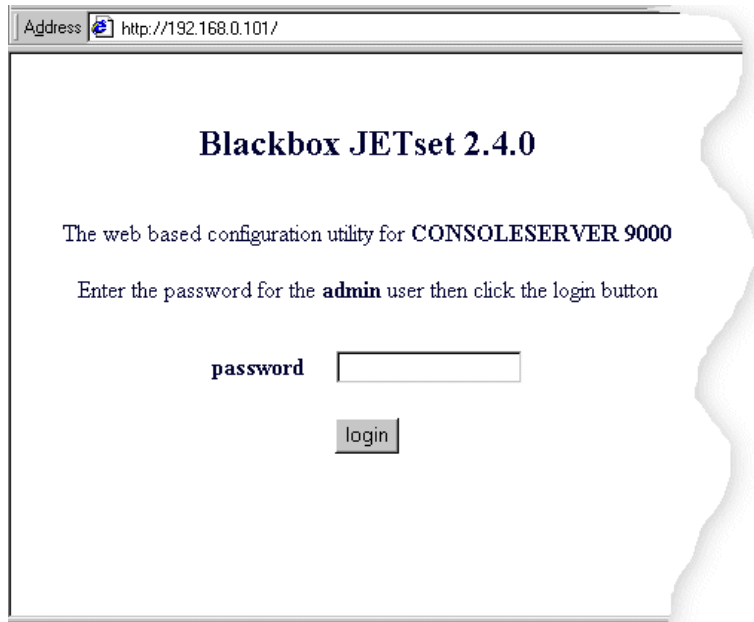 Address http://192.168.0.101/
Blackbox JETset 2.4.0
The web based configuration utility for CONSOLESERVER 9000
Enter the password for the admin user then click the login button
password
login